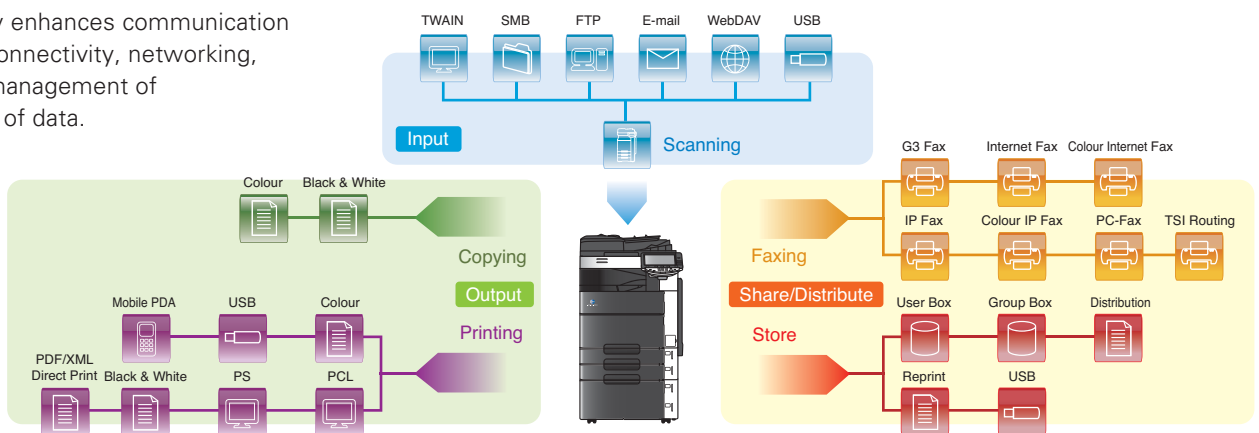 y enhances communication
onnectivity, networking,
management of
of data.
TWAIN SMB FTP E-mail WebDAV USB
Input
Scanning
Colour Black & White
Copying
Output
Printing
Mobile PDA USB Colour
PDF/XML
Direct Print Black & White PS PCL
G3 Fax Internet Fax Colour Internet Fax
Faxing
IP Fax Colour IP Fax PC-Fax TSI Routing
Share/Distribute
Store
User Box Group Box Distribution
Reprint USB